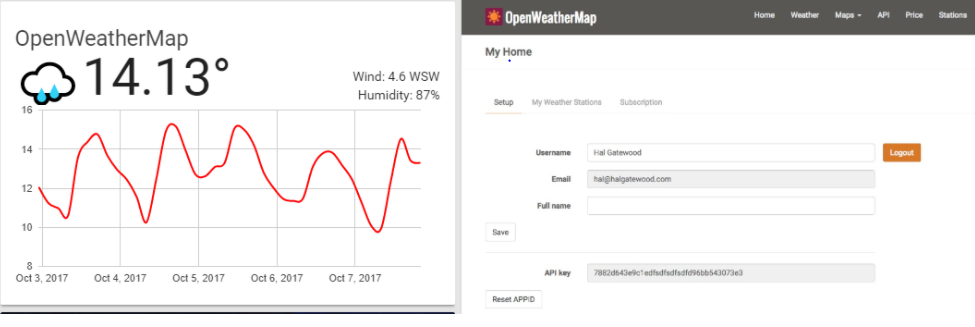 OpenWeatherMap
14.13°
Wind: 4.6 WSW
Humidity: 87%
16
14
12
10
8
Oct 3, 2017 Oct 4, 2017 Oct 5, 2017 Oct 6, 2017 Oct 7, 2017
OpenWeatherMap Home Weather Maps API Price Stations
My Home
Setup My Weather Stations Subscription
Username Hal Gatewood Logout
Email hal@halgatewood.com
Full name
Save
API key 7882d643e9c1edfsdfsdfsdfd96bb543073e3
Reset APPID